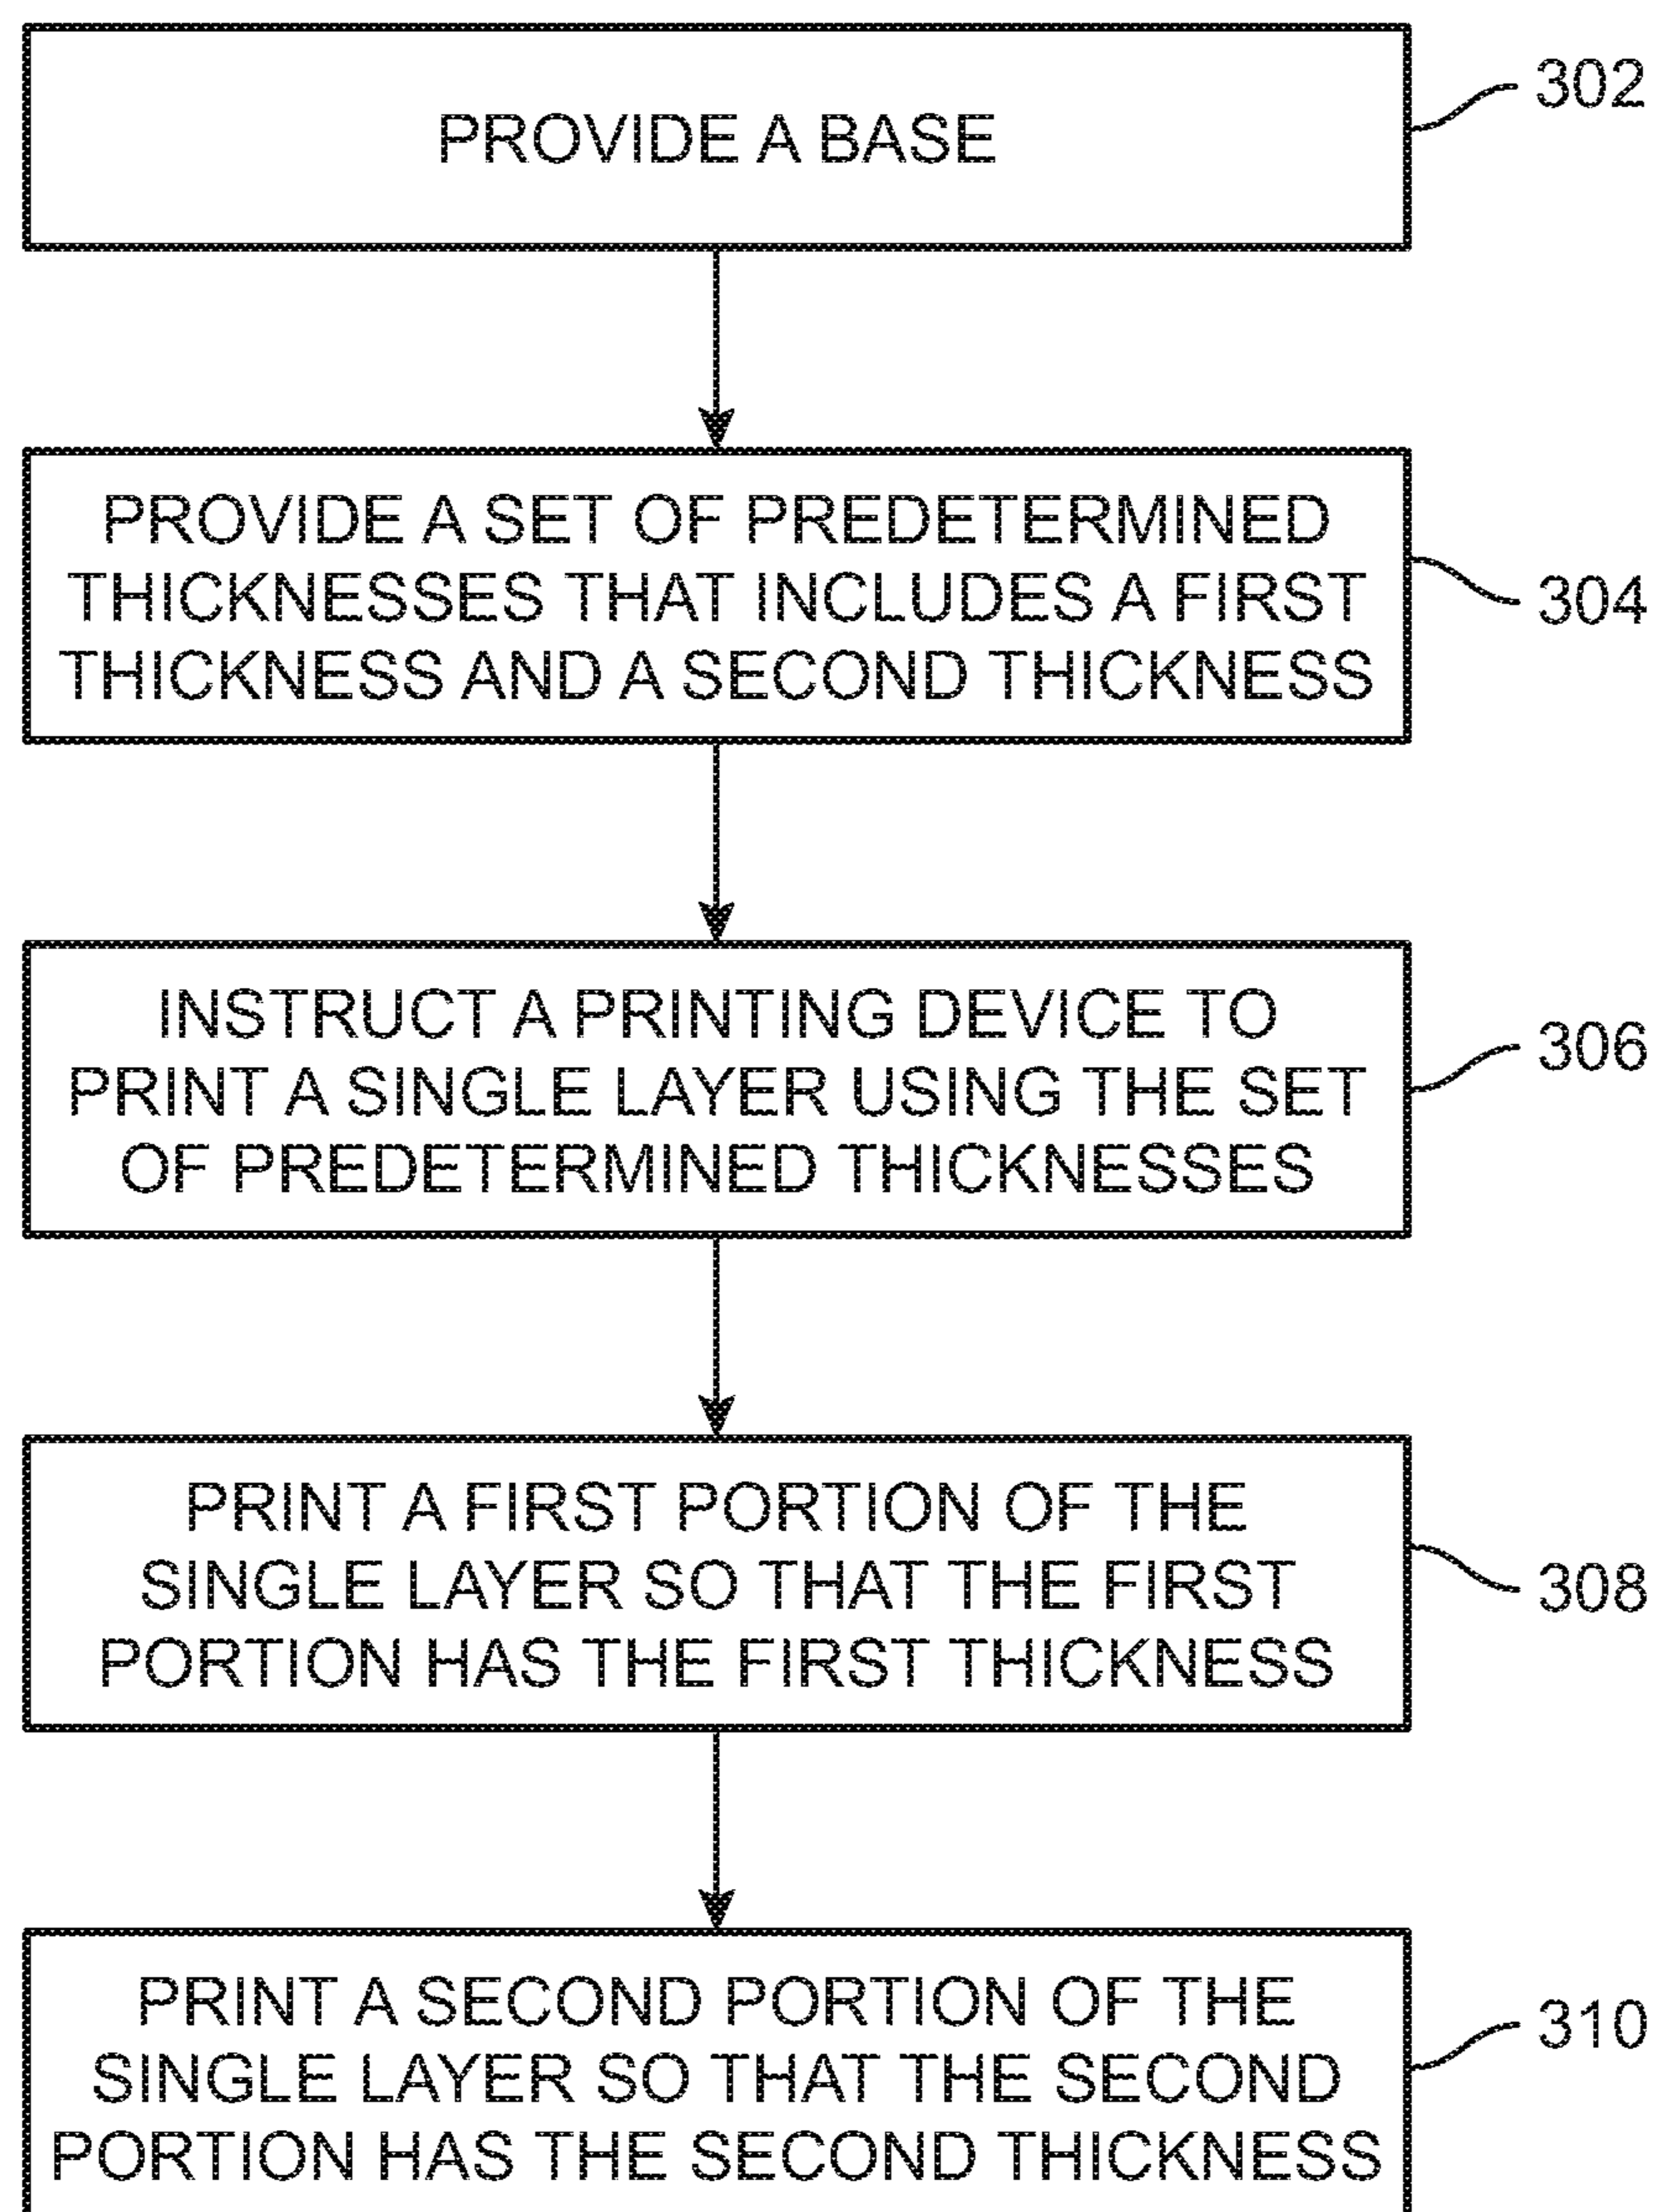 PROVIDE A BASE
302
PROVIDE A SET OF PREDETERMINED
THICKNESSES THAT INCLUDES A FIRST
THICKNESS AND A SECOND THICKNESS
304
INSTRUCT A PRINTING DEVICE TO
PRINT A SINGLE LAYER USING THE SET
OF PREDETERMINED THICKNESSES
306
PRINT A FIRST PORTION OF THE
SINGLE LAYER SO THAT THE FIRST
PORTION HAS THE FIRST THICKNESS
308
PRINT A SECOND PORTION OF THE
SINGLE LAYER SO THAT THE SECOND
PORTION HAS THE SECOND THICKNESS
310